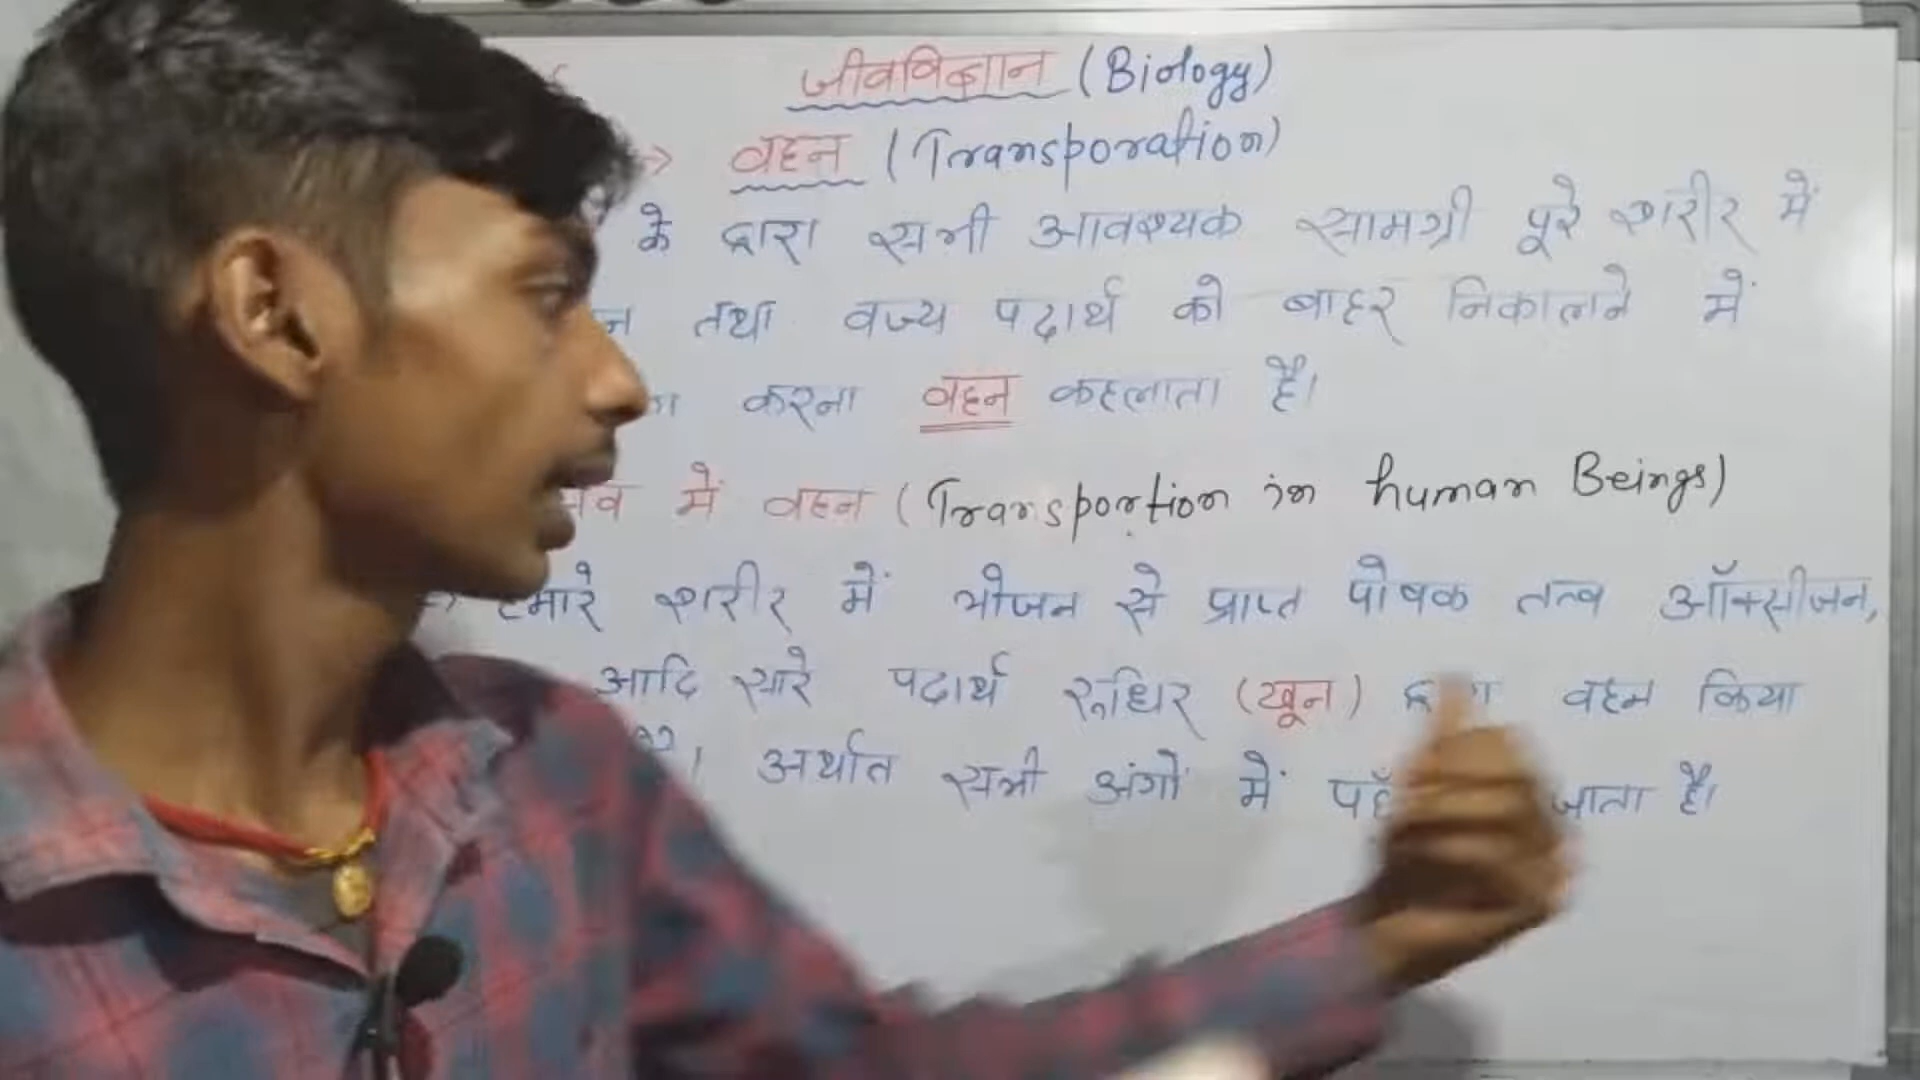 जीवविज्ञान (Biology)
→ वहन (Transporation)
के द्वारा सभी आवश्यक सामग्री पूरे शरीर में
तथा वर्ज्य पदार्थ को बाहर निकालने में
करना वहन कहलाता है।
में वहन (Transportion in human Beings)
→ हमारे शरीर में भोजन से प्राप्त पोषक तत्व ऑक्सीजन,
आदि सारे पदार्थ रुधिर (खून) वहन किया
। अर्थात सभी अंगों में जाता है।